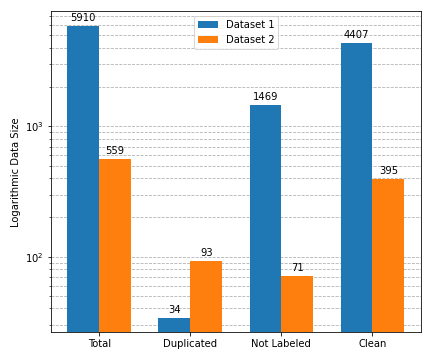 Dataset 1
Dataset 2
5910
559
34
93
1469
71
4407
395
10³
10²
Logarithmic Data Size
Total
Duplicated
Not Labeled
Clean